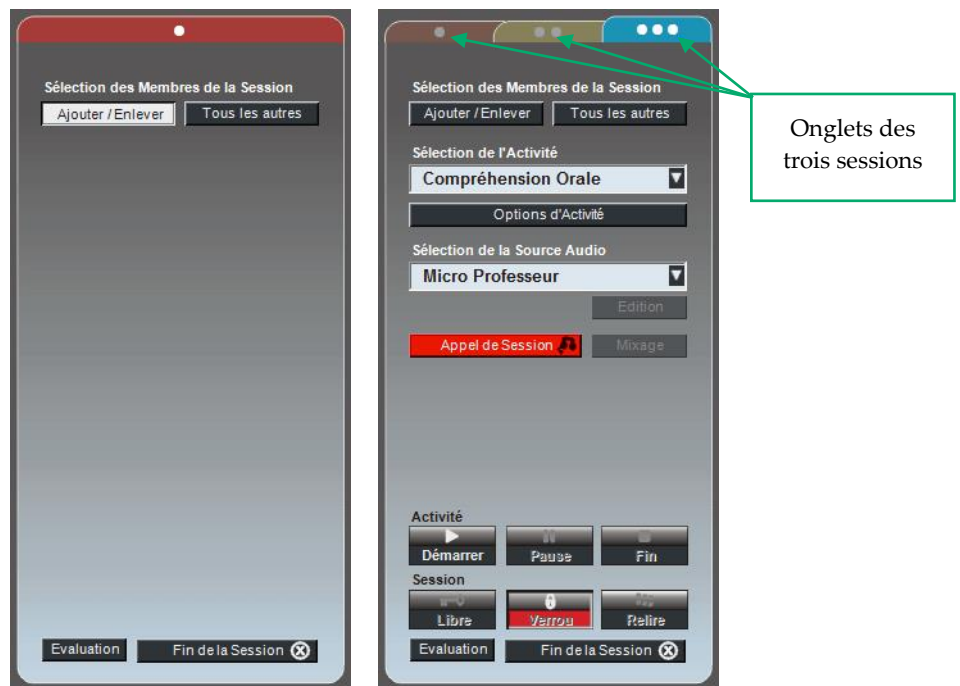 Sélection des Membres de la Session
Ajouter / Enlever
Tous les autres
Evaluation
Fin de la Session
Sélection des Membres de la Session
Ajouter / Enlever
Tous les autres
Sélection de l'Activité
Compréhension Orale
Options d'Activité
Sélection de la Source Audio
Micro Professeur
Edition
Appel de Session
Mixage
Activité
Démarrer
Pause
Fin
Session
Libre
Verrou
Relire
Evaluation
Fin de la Session
Onglets des
trois sessions